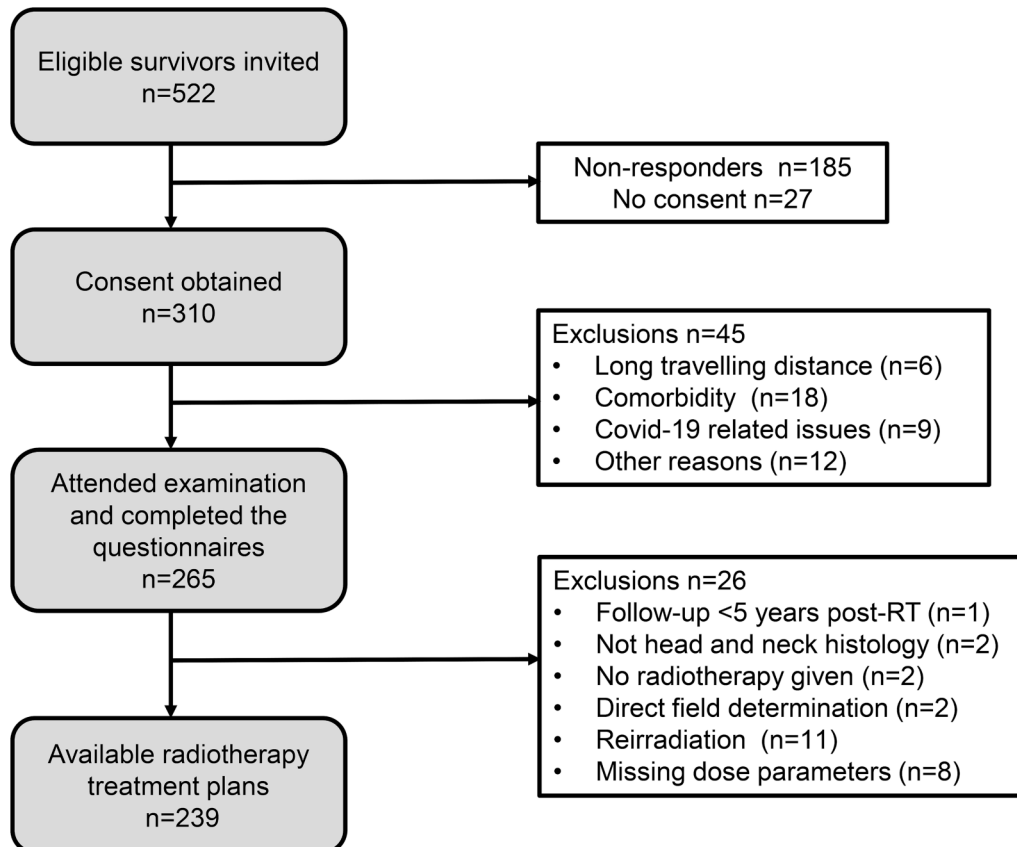 Eligible survivors invited
n=522
Non-responders  n=185
No consent n=27
Consent obtained
n=310
Exclusions n=45
• Long travelling distance (n=6)
• Comorbidity  (n=18)
• Covid-19 related issues (n=9)
• Other reasons (n=12)
Attended examination
and completed the
questionnaires
n=265
Exclusions n=26
• Follow-up <5 years post-RT (n=1)
• Not head and neck histology (n=2)
• No radiotherapy given (n=2)
• Direct field determination (n=2)
• Reirradiation  (n=11)
• Missing dose parameters (n=8)
Available radiotherapy
treatment plans
n=239